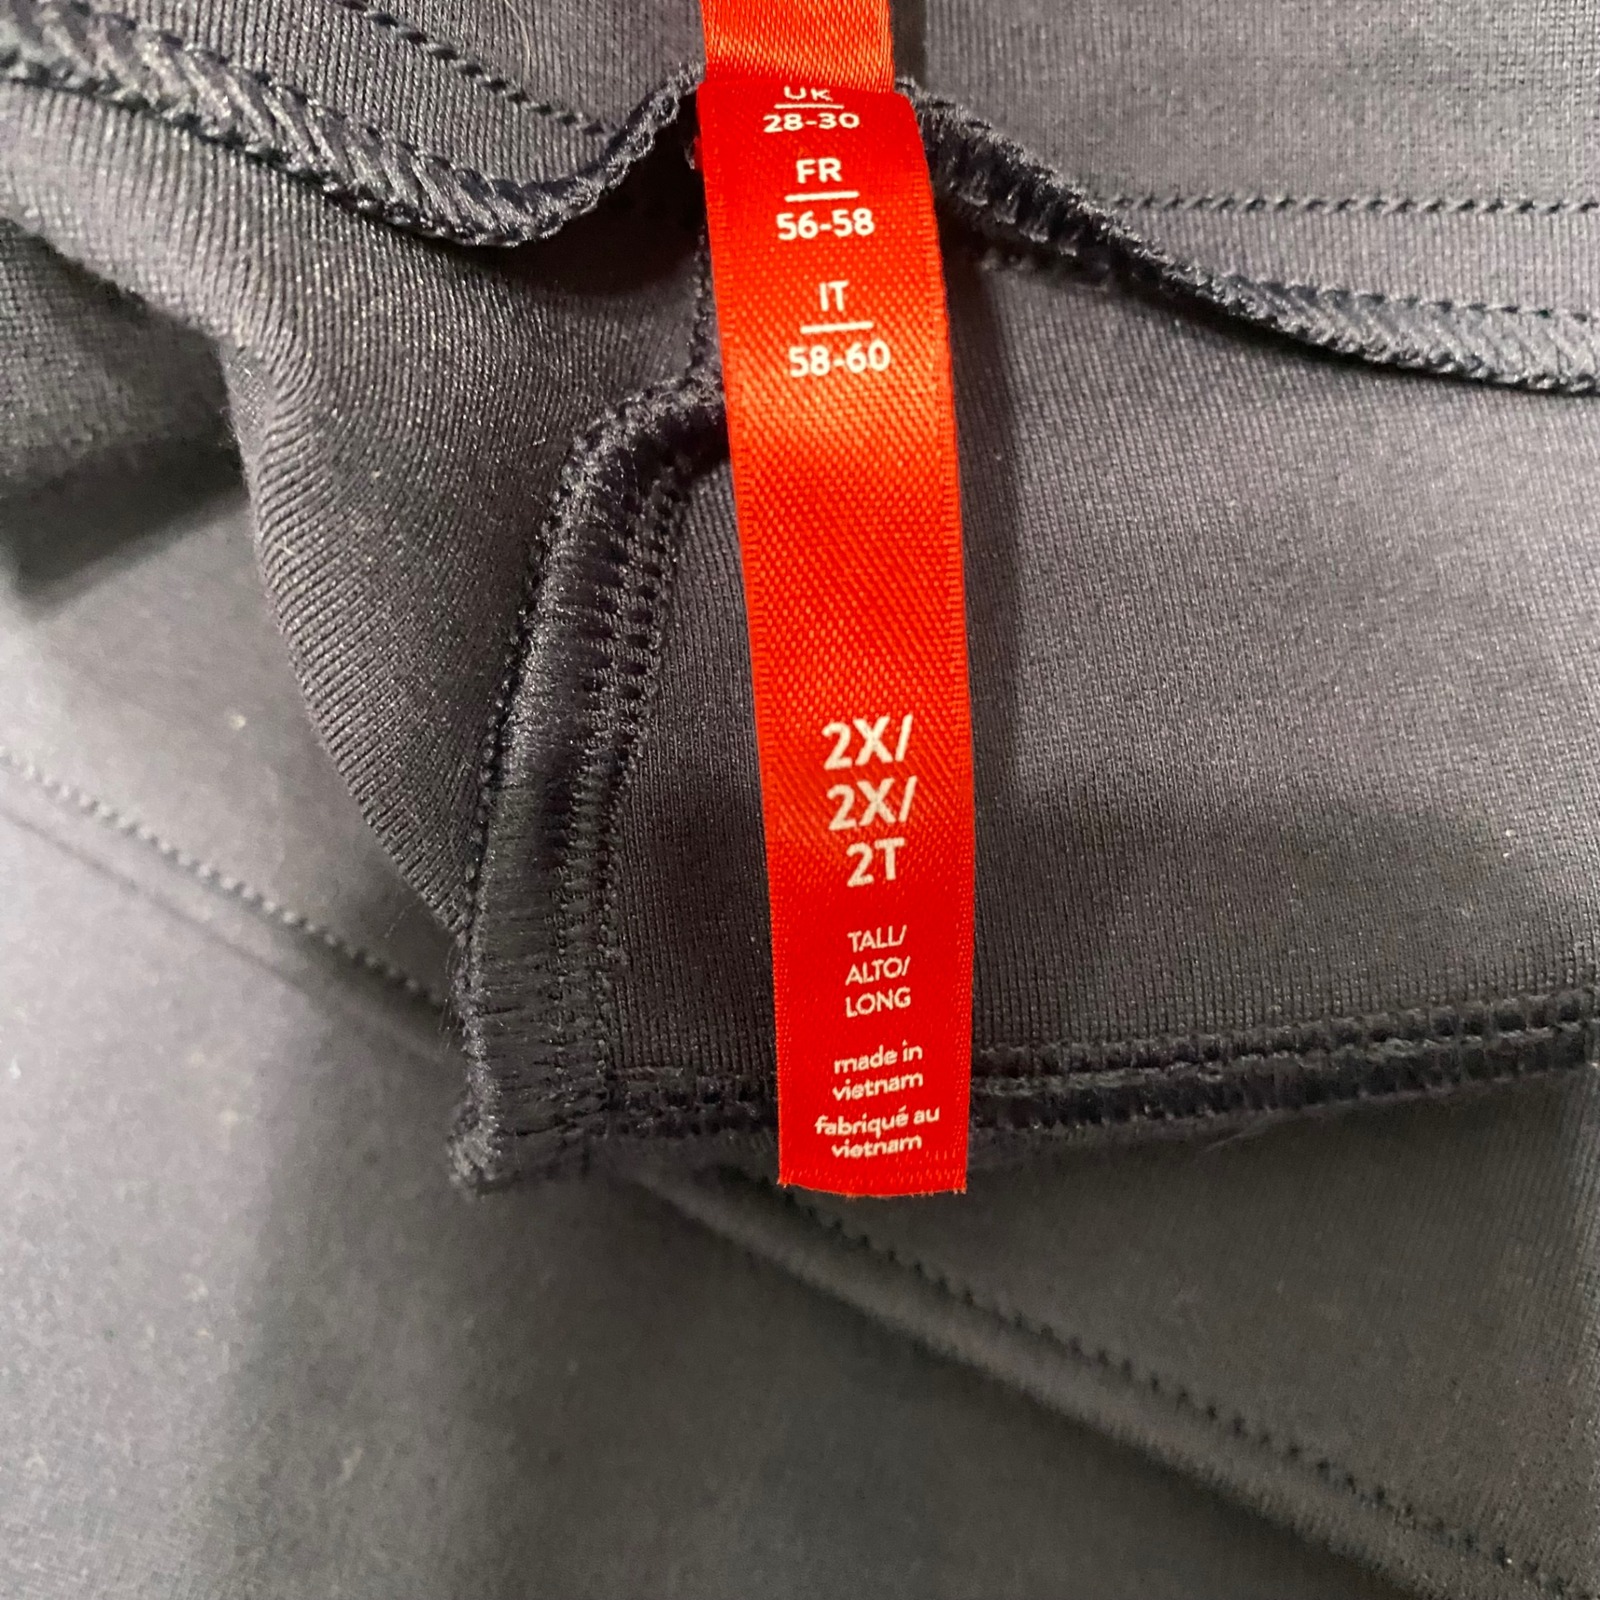 UK
28-30
FR
56-58
IT
58-60
2X/
2X/
2T
TALL/
ALTO/
LONG
made in
vietnam
fabriqué au
vietnam